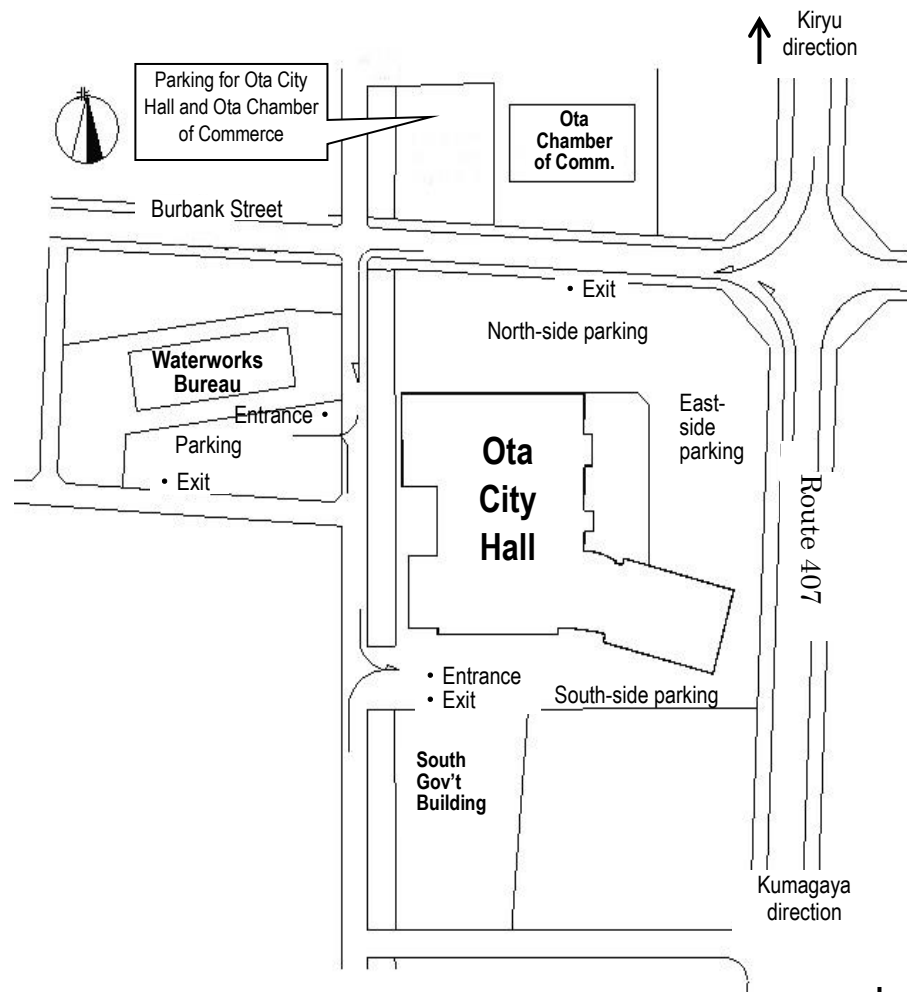 Kiryu
direction
Parking for Ota City
Hall and Ota Chamber
of Commerce
Ota
Chamber
of Comm.
Burbank Street
• Exit
North-side parking
Waterworks
Bureau
Entrance •
Parking
• Exit
East-
side
parking
Ota
City
Hall
Route 407
• Entrance
• Exit
South-side parking
South
Gov't
Building
Kumagaya
direction